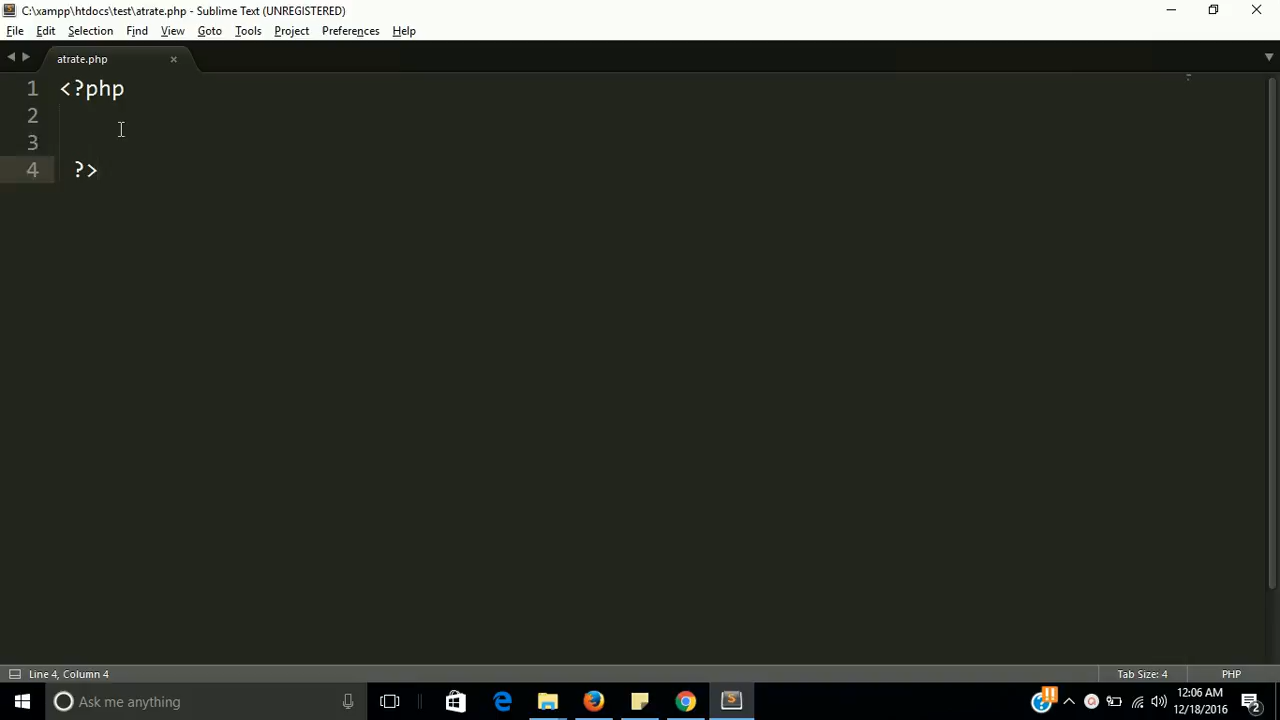 C:\xampp\htdocs\test\atrate.php - Sublime Text (UNREGISTERED)
File Edit Selection Find View Goto Tools Project Preferences Help
atrate.php ×
1 <?php
2
3
4 ?>
Line 4, Column 4 Tab Size: 4 PHP
Ask me anything
12:06 AM
12/18/2016
2